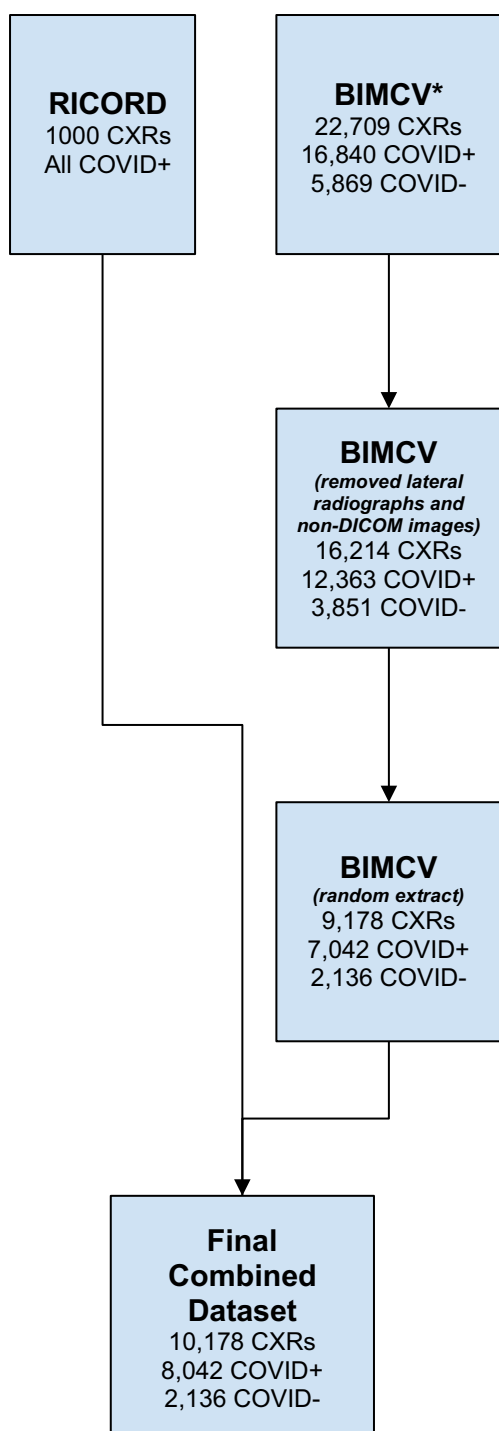 RICORD
1000 CXRs
All COVID+
BIMCV*
22,709 CXRs
16,840 COVID+
5,869 COVID-
BIMCV
(removed lateral
radiographs and
non-DICOM images)
16,214 CXRs
12,363 COVID+
3,851 COVID-
BIMCV
(random extract)
9,178 CXRs
7,042 COVID+
2,136 COVID-
Final
Combined
Dataset
10,178 CXRs
8,042 COVID+
2,136 COVID-